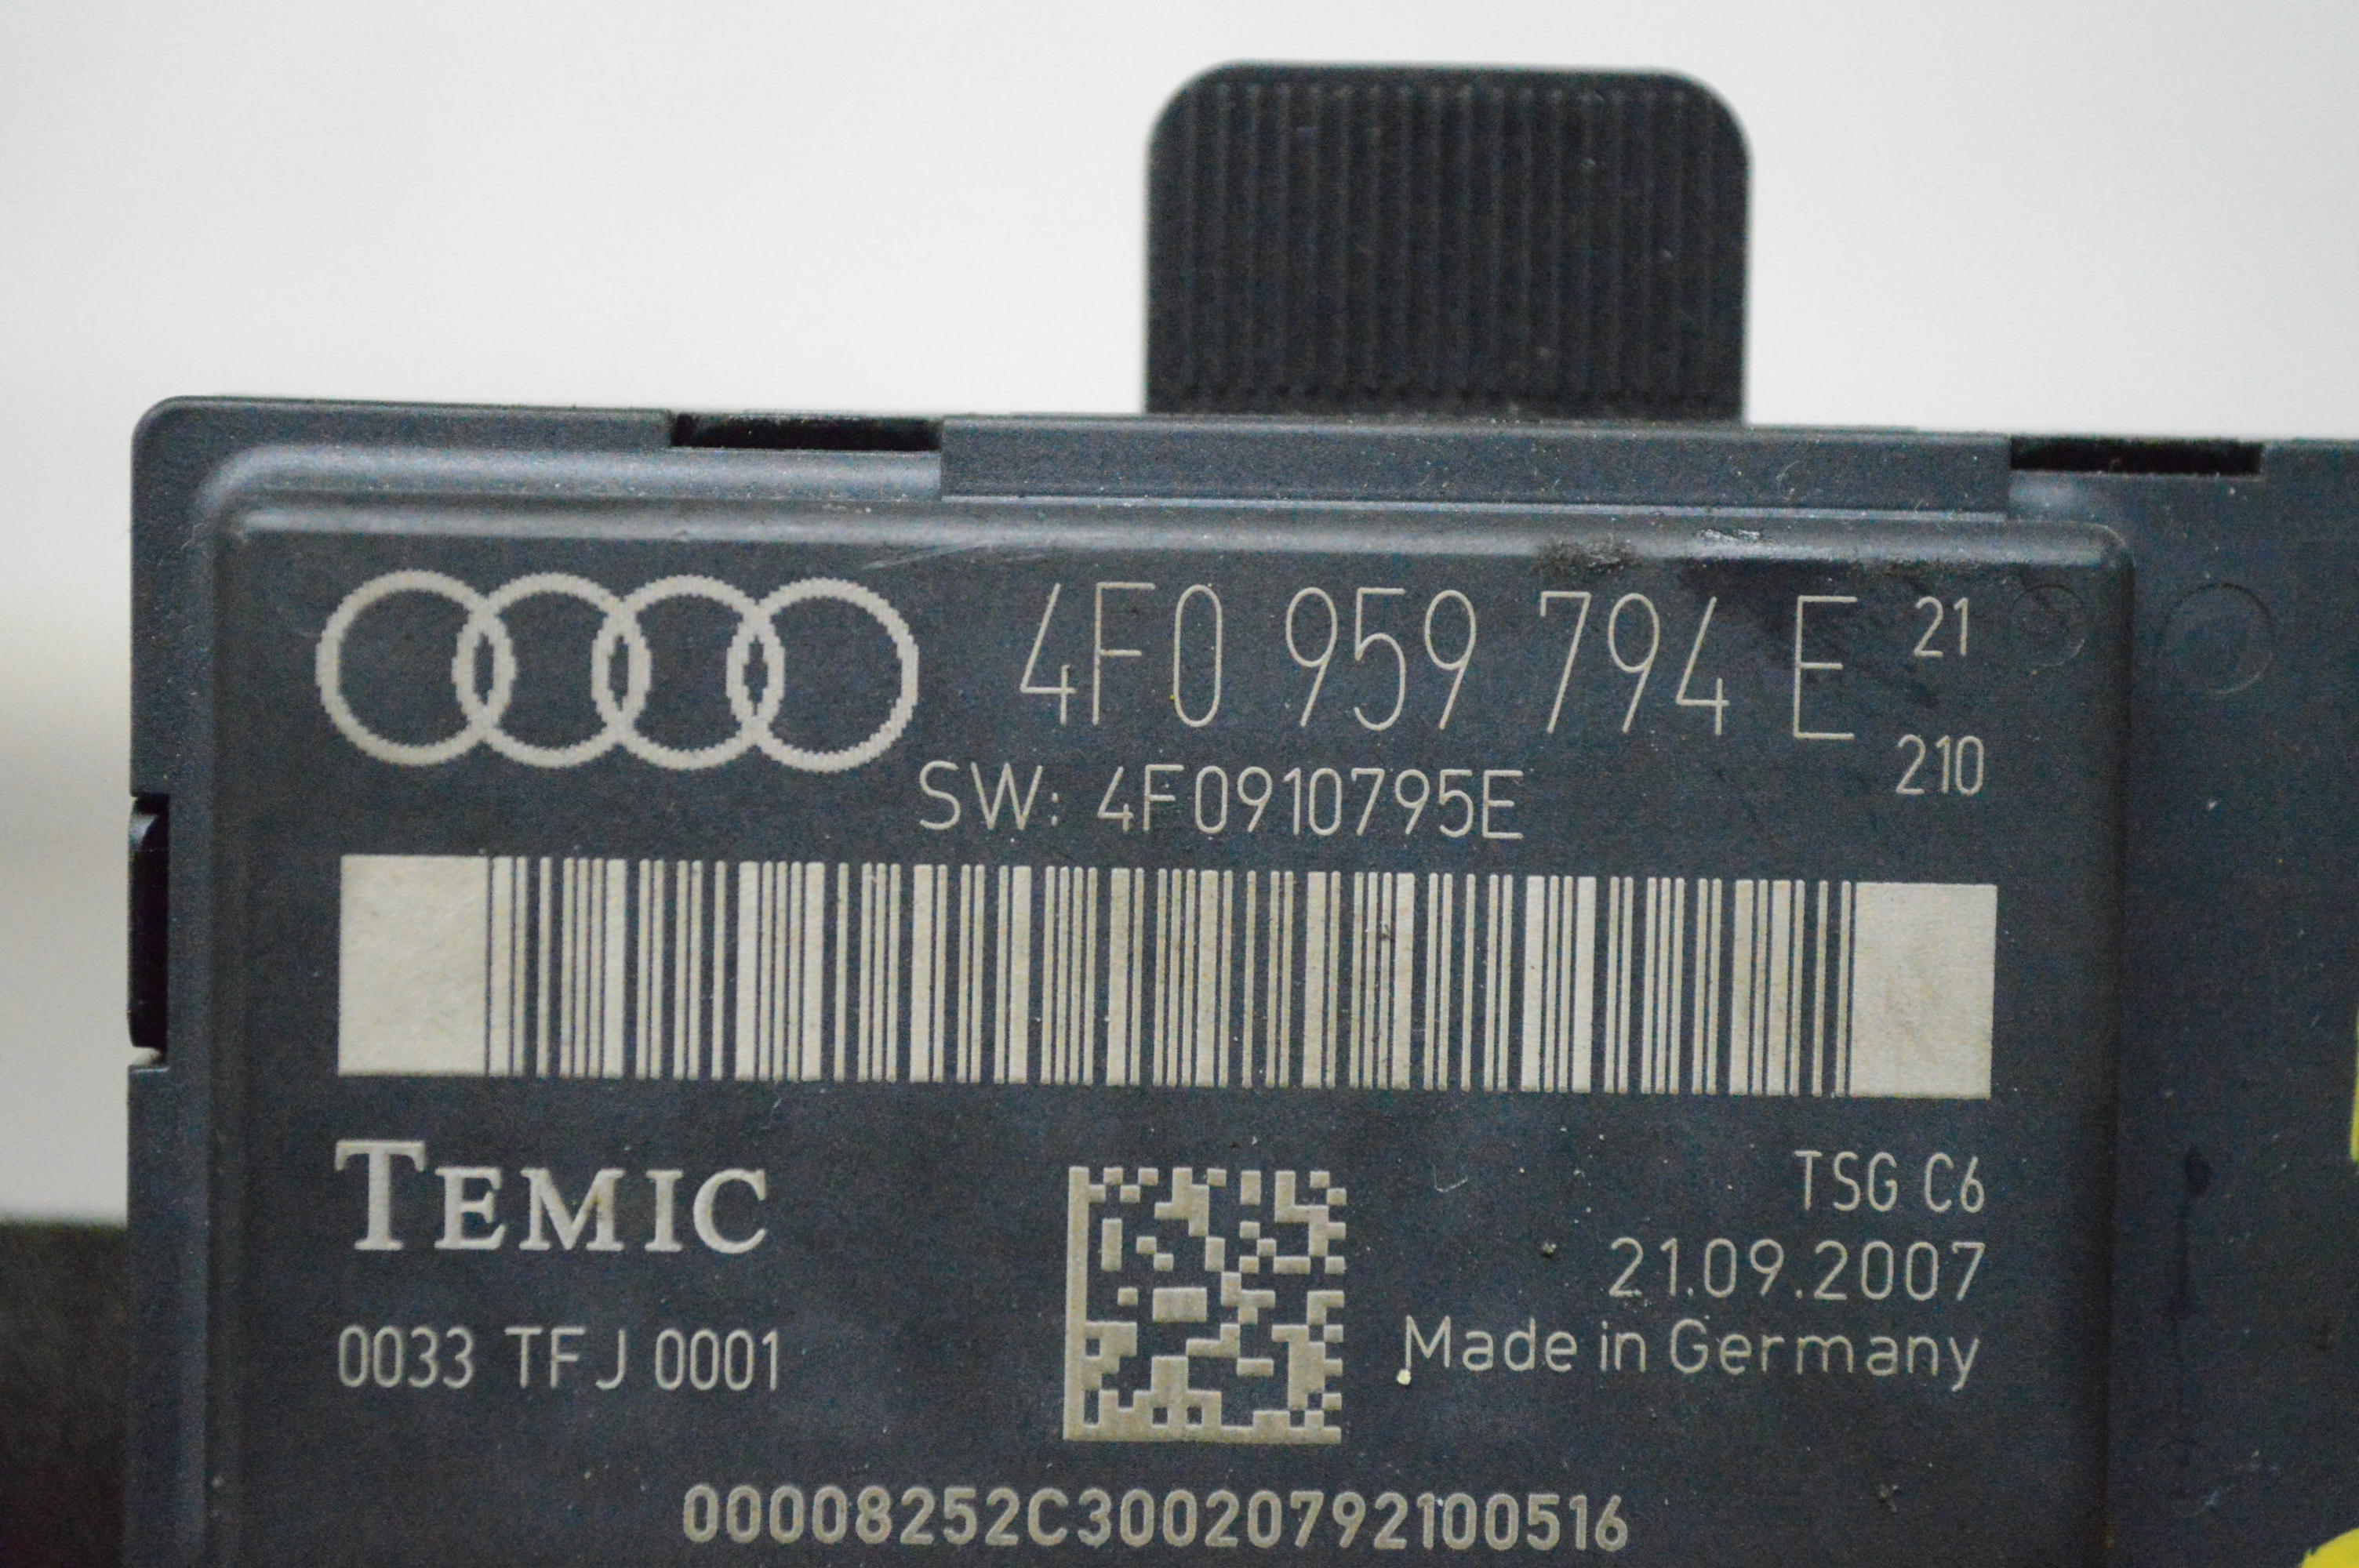 4F0 959 794 E 21
210
SW: 4F0910795E
TEMIC
TSG C6
21.09.2007
Made in Germany
0033 TFJ 0001
00008252C30020792100516